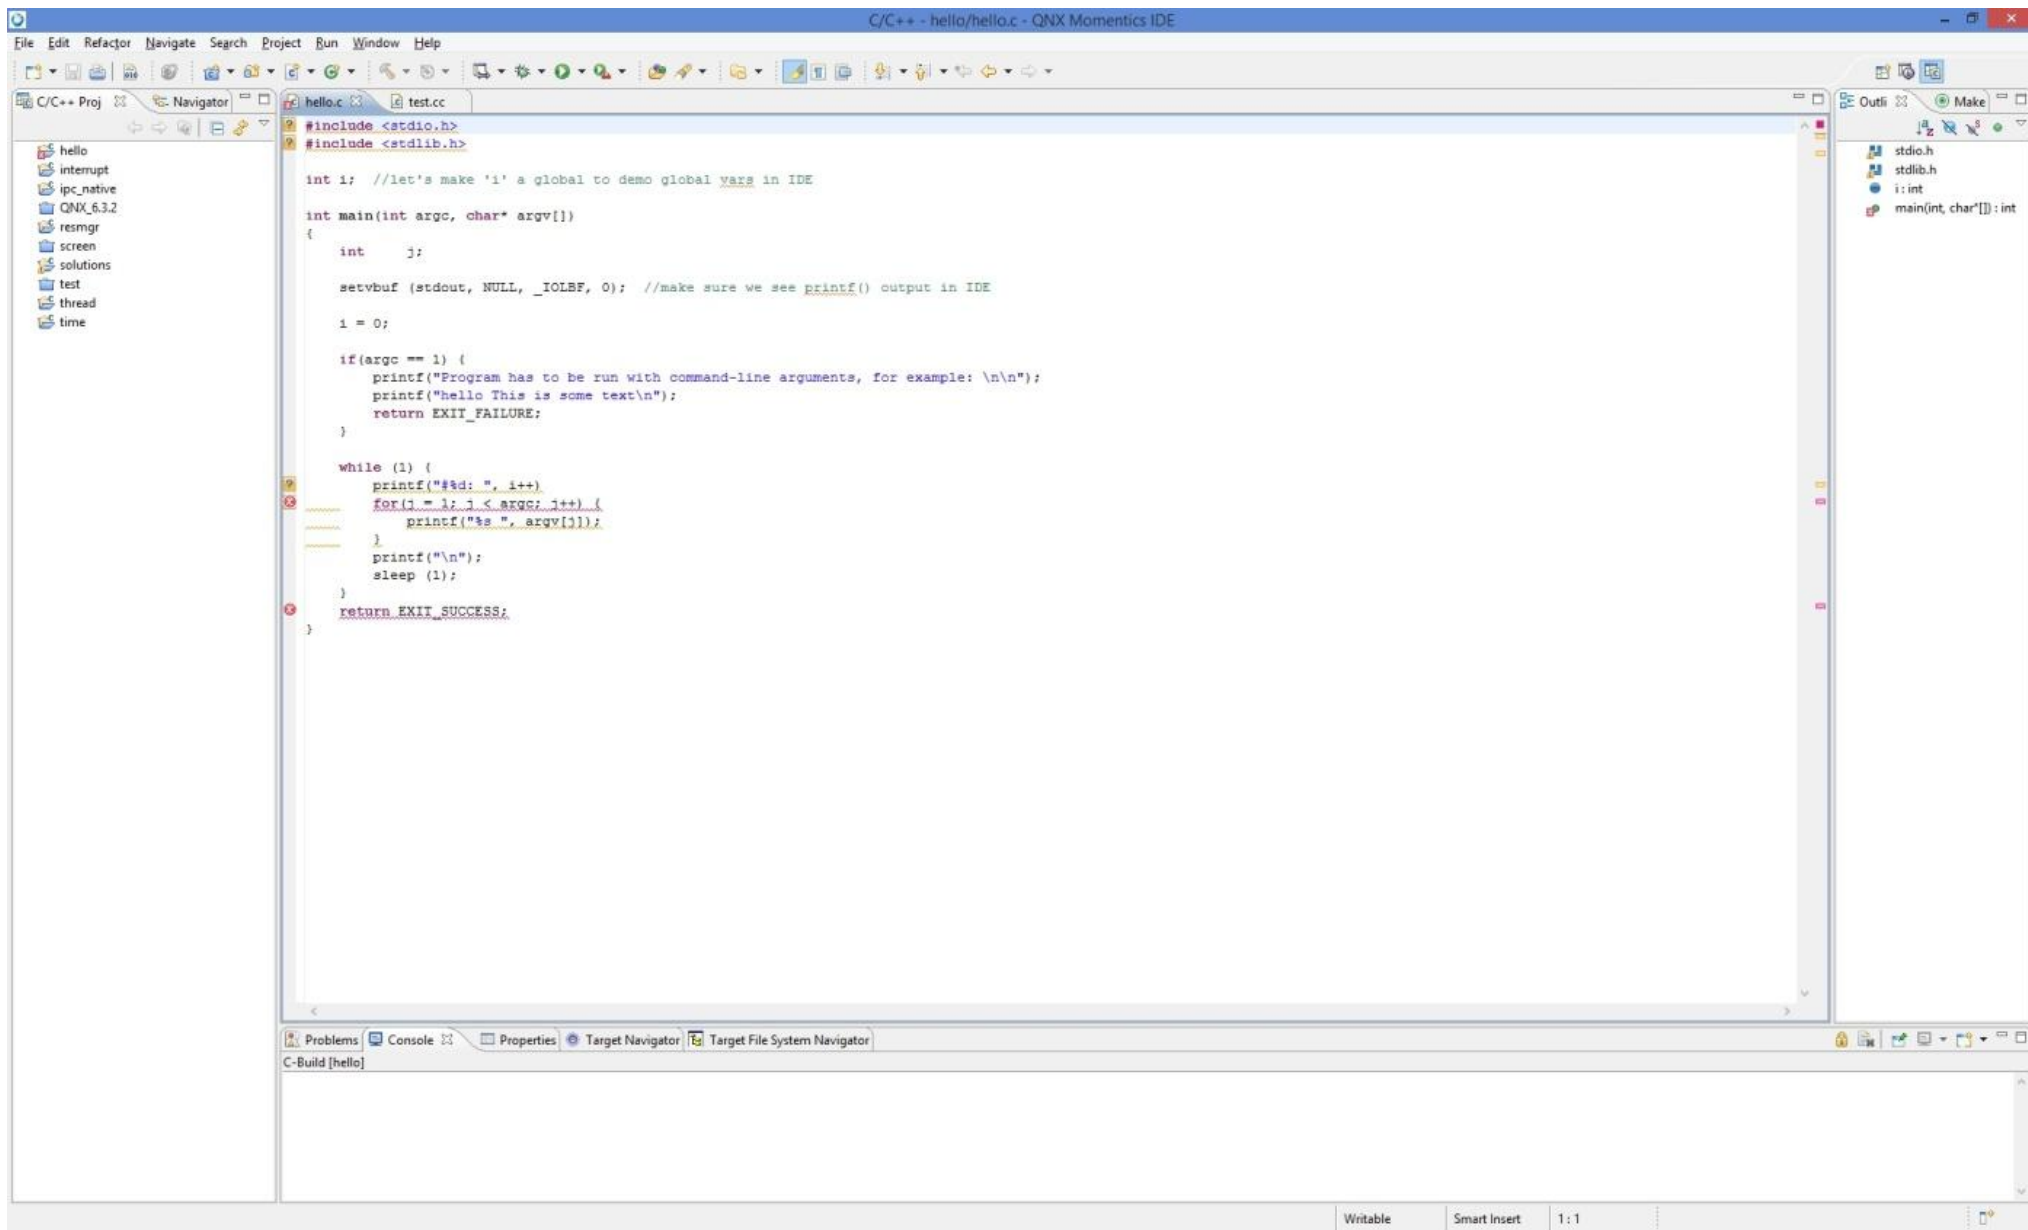 C/C++ - hello/hello.c - QNX Momentics IDE
File Edit Refactor Navigate Search Project Run Window Help
C/C++ Proj Navigator hello.c test.cc Outli Make
hello
interrupt
ipc_native
QNX_6.3.2
resmgr
screen
solutions
test
thread
time
#include <stdio.h>
#include <stdlib.h>
int i; //let's make 'i' a global to demo global vars in IDE
int main(int argc, char* argv[])
{
int j;
setvbuf (stdout, NULL, _IOLBF, 0); //make sure we see printf() output in IDE
i = 0;
if(argc == 1) {
printf("Program has to be run with command-line arguments, for example: \n\n");
printf("hello This is some text\n");
return EXIT_FAILURE;
}
while (1) {
printf("#%d: ", i++)
for(j = 1; j < argc; j++) {
printf("%s ", argv[j]);
}
printf("\n");
sleep (1);
}
return EXIT_SUCCESS;
}
stdio.h
stdlib.h
i : int
main(int, char*[]) : int
Problems Console Properties Target Navigator Target File System Navigator
C-Build [hello]
Writable Smart Insert 1 : 1